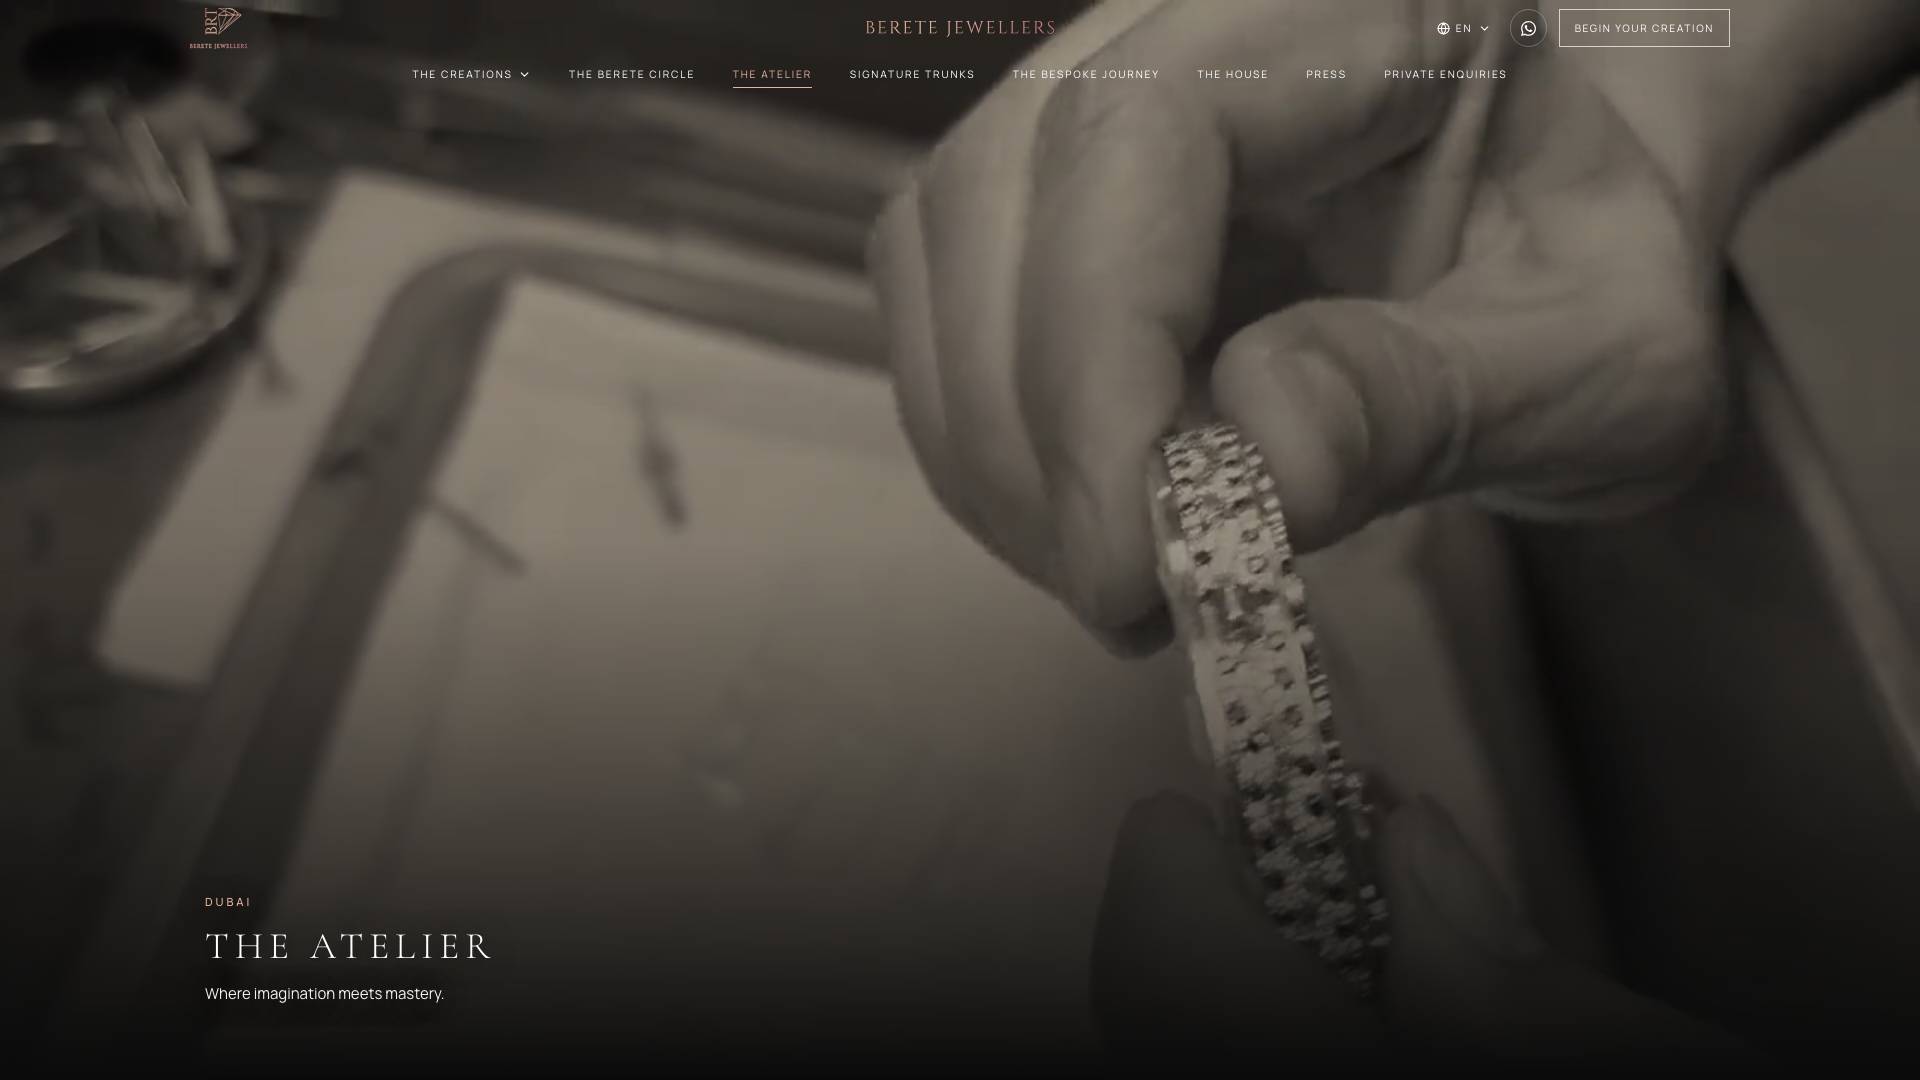 BRT
BERETE JEWELLERS
BERETE JEWELLERS
EN
BEGIN YOUR CREATION
THE CREATIONS
THE BERETE CIRCLE
THE ATELIER
SIGNATURE TRUNKS
THE BESPOKE JOURNEY
THE HOUSE
PRESS
PRIVATE ENQUIRIES
DUBAI
THE ATELIER
Where imagination meets mastery.